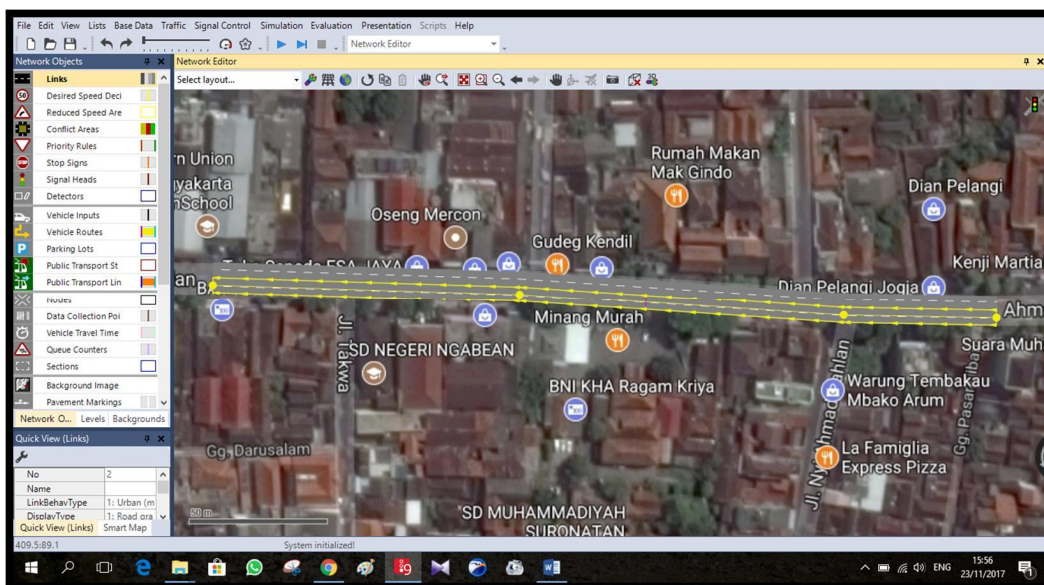 File Edit View Lists Base Data Traffic Signal Control Simulation Evaluation Presentation Scripts Help
Network Editor
Network Objects
Network Editor
Select layout...
Links
Desired Speed Deci
Reduced Speed Are
Conflict Areas
Priority Rules
Stop Signs
Signal Heads
Detectors
Vehicle Inputs
Vehicle Routes
Parking Lots
Public Transport St
Public Transport Lin
Nodes
Data Collection Poi
Vehicle Travel Time
Queue Counters
Sections
Background Image
Pavement Markings
Network O... Levels Backgrounds
Quick View (Links)
No 2
Name
LinkBehavType 1: Urban (m
DisplayType 1: Road gra
Quick View (Links) Smart Map
rn Union
yakarta
nSchool
Oseng Mercon
Rumah Makan
Mak Gindo
Dian Pelangi
Gudeg Kendil
Kenji Martia
Dian Pelangi Jogja
an
Ahm
Minang Murah
Suara Muh
Jl. Takwa
SD NEGERI NGABEAN
BNI KHA Ragam Kriya
Warung Tembakau
Mbako Arum
Gg. Darusalam
La Famiglia
Express Pizza
SD MUHAMMADIYAH
SURONATAN
50 m
409.5:89.1
System initialized!
ENG
15:56
23/11/2017